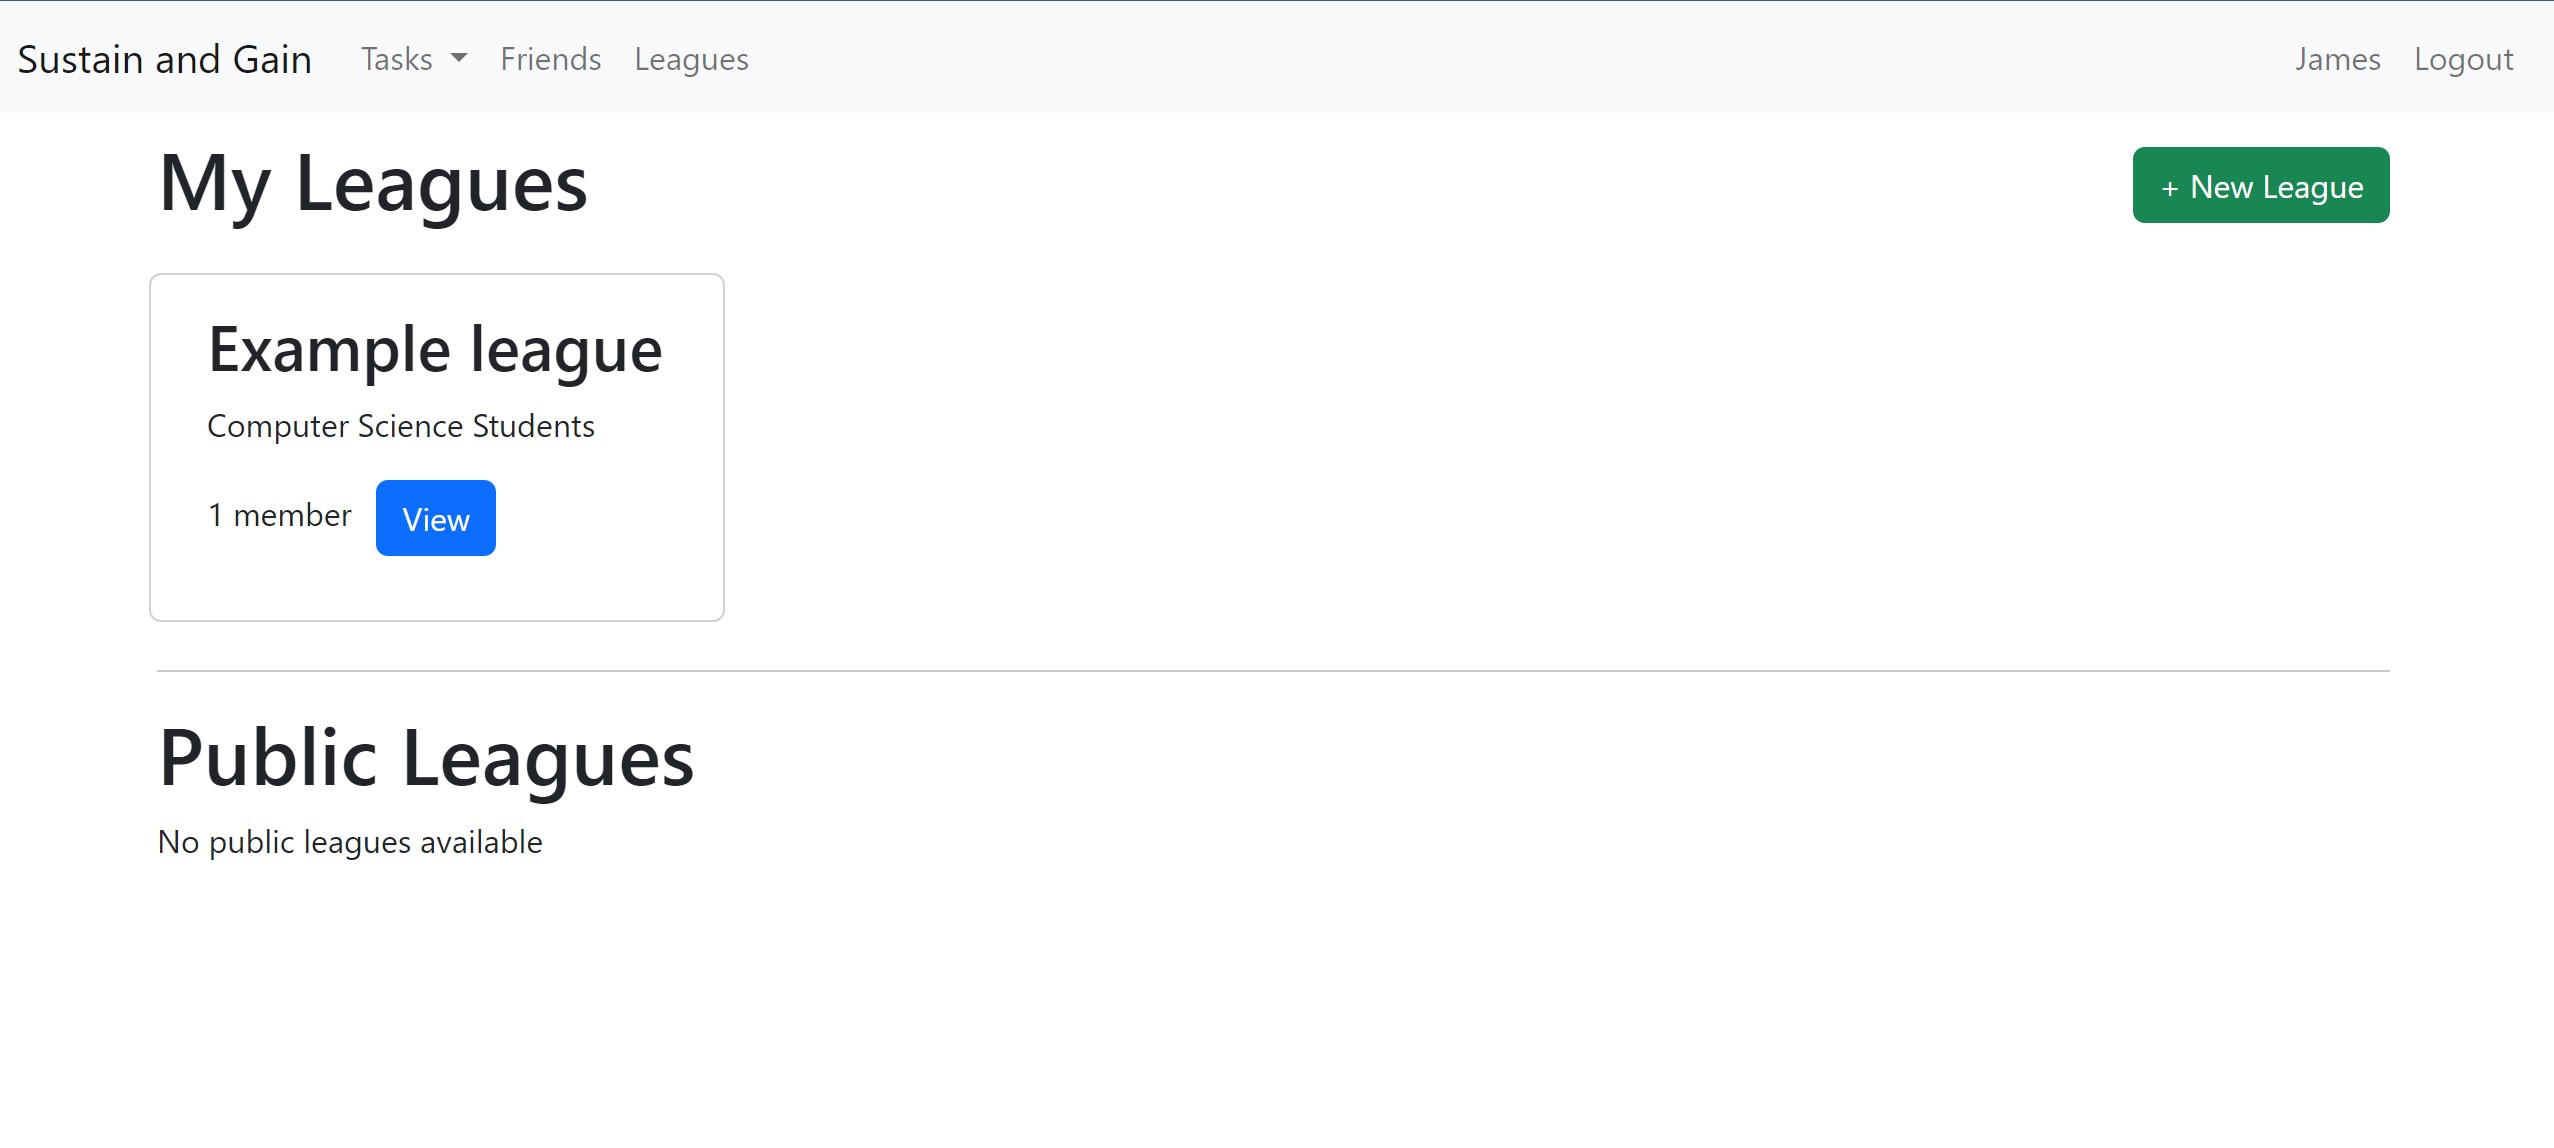 Sustain and Gain Tasks Friends Leagues James Logout
My Leagues + New League
Example league
Computer Science Students
1 member View
Public Leagues
No public leagues available